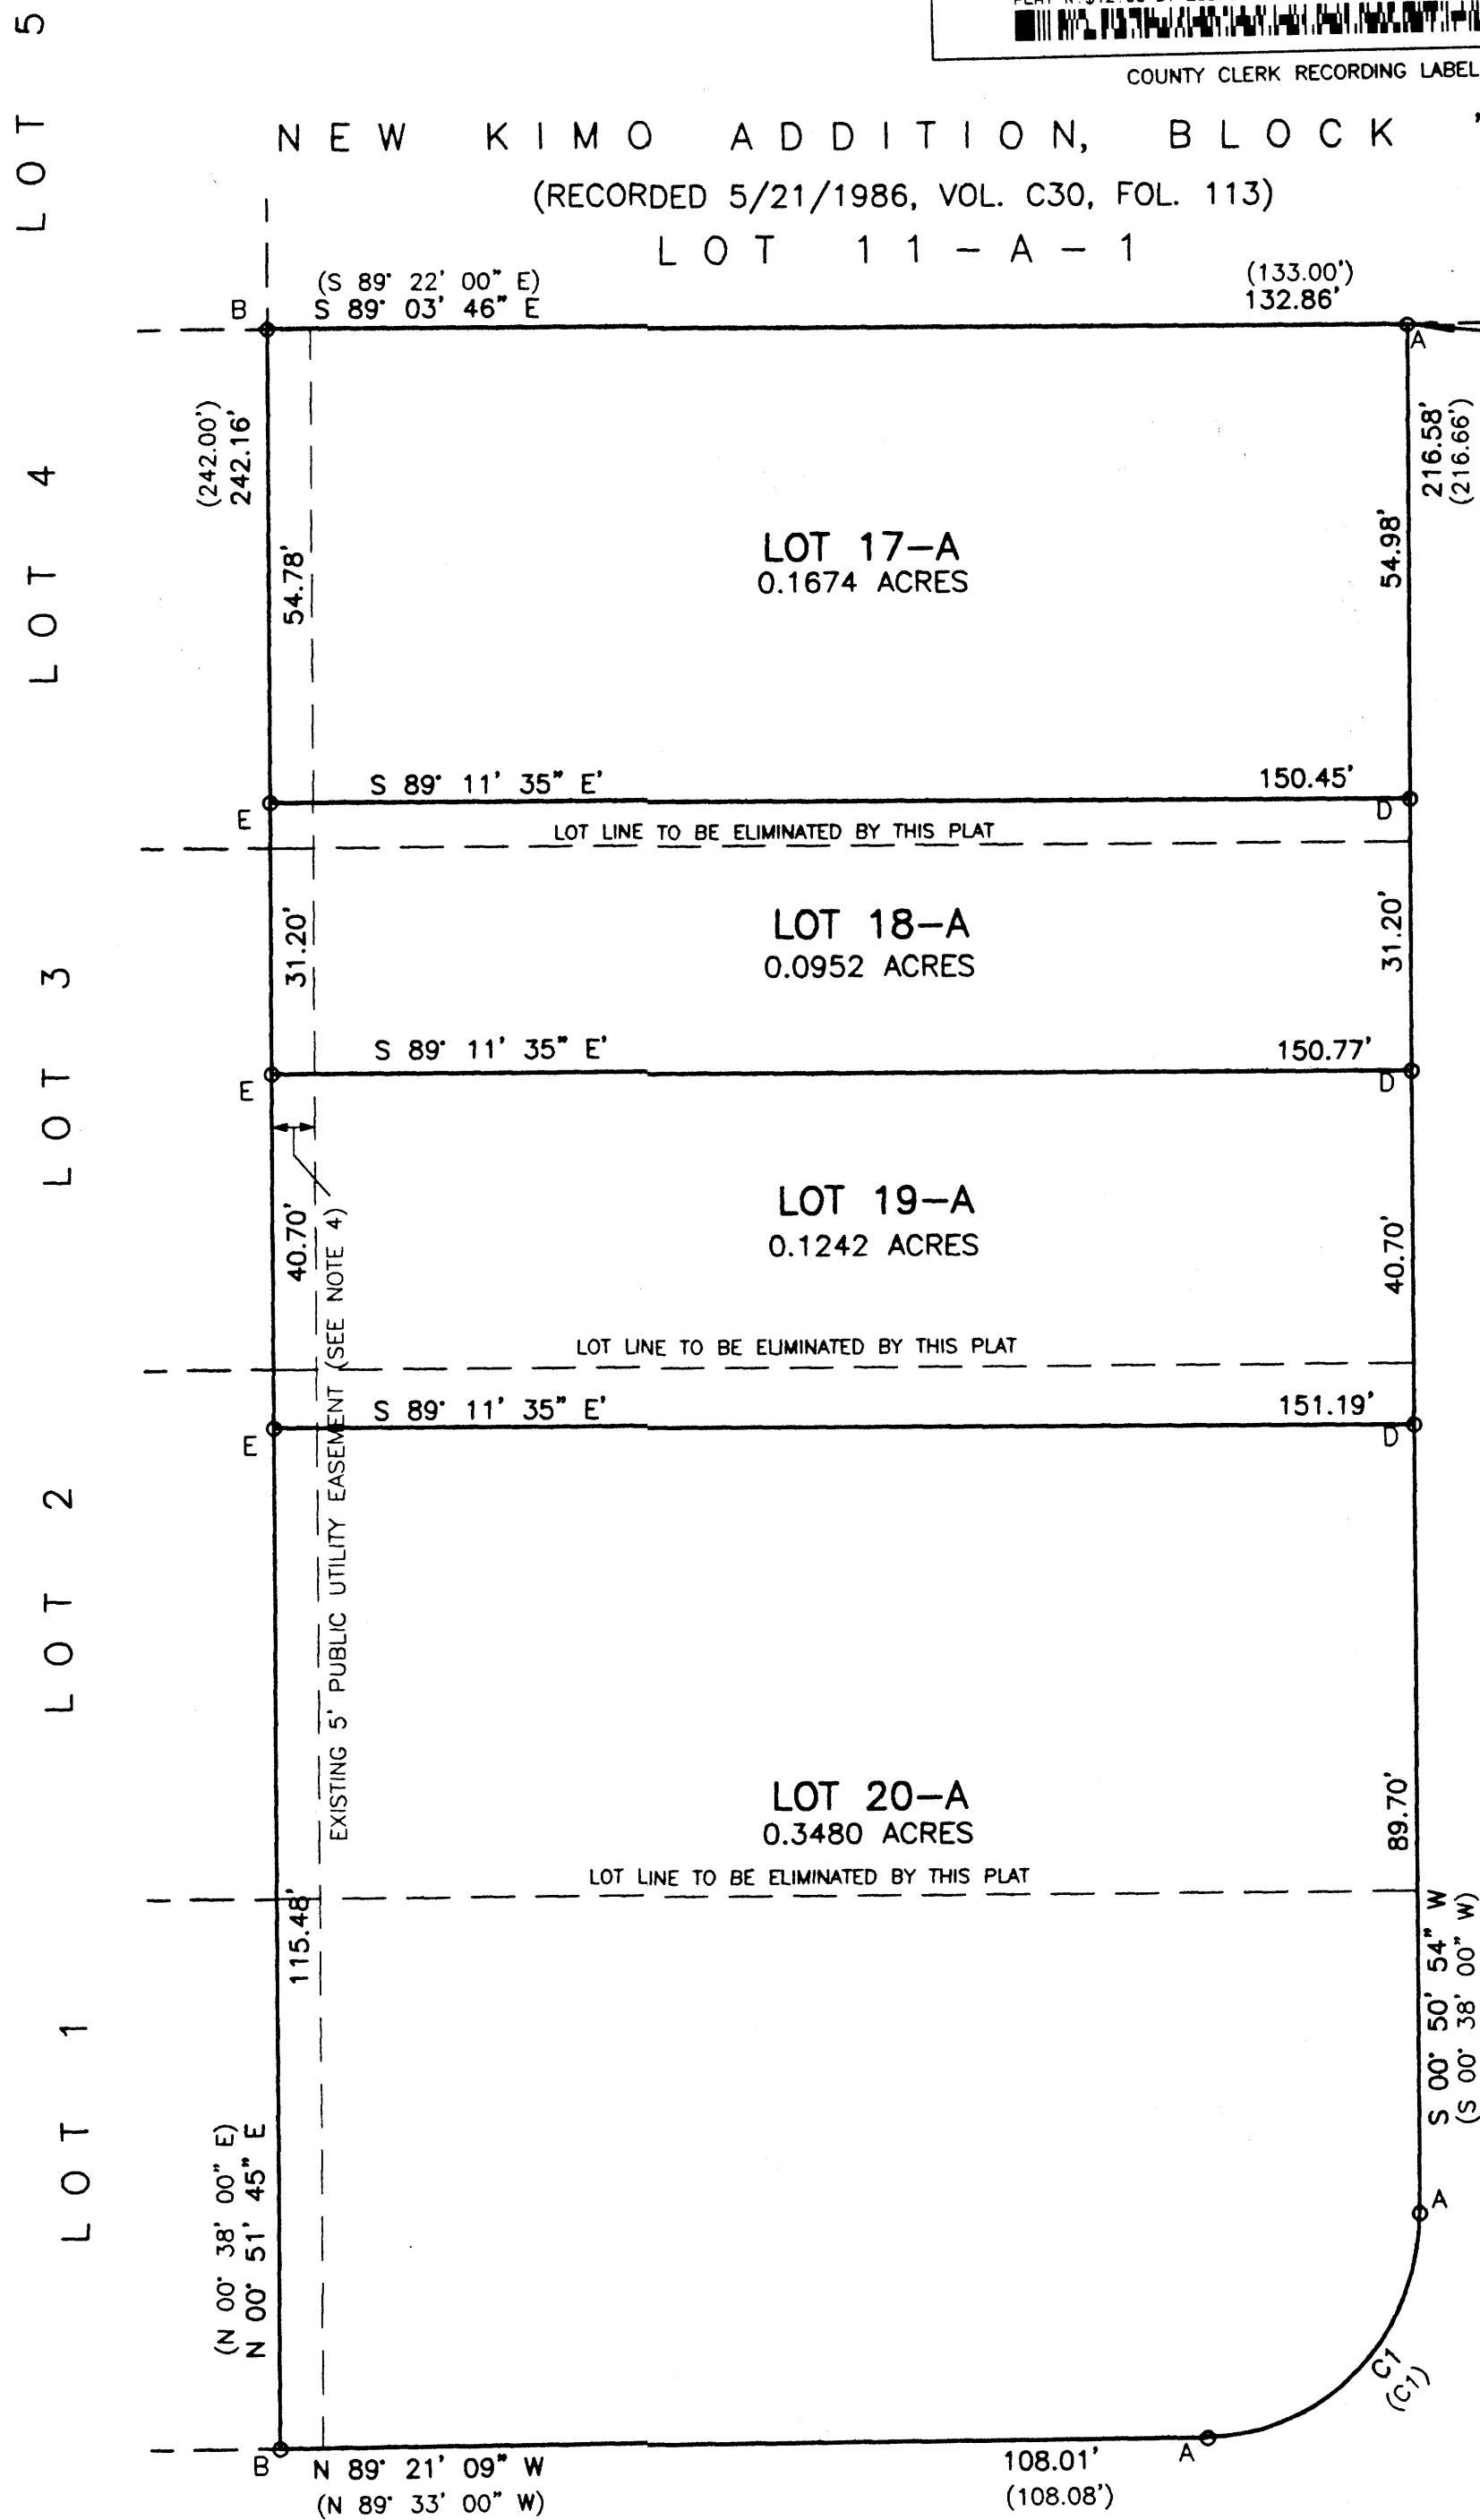 COUNTY CLERK RECORDING LABEL
NEW KIMO ADDITION, BLOCK
(RECORDED 5/21/1986, VOL. C30, FOL. 113)
LOT 11-A-1
LOT 5
LOT 4
LOT 3
LOT 2
LOT 1
(S 89° 22' 00" E)
S 89° 03' 46" E
(133.00')
132.86'
B
A
(242.00')
242.16'
54.78'
LOT 17-A
0.1674 ACRES
54.98'
216.58'
(216.66')
S 89° 11' 35" E'
150.45'
E
D
LOT LINE TO BE ELIMINATED BY THIS PLAT
31.20'
LOT 18-A
0.0952 ACRES
31.20'
S 89° 11' 35" E'
150.77'
E
D
40.70'
EXISTING 5' PUBLIC UTILITY EASEMENT (SEE NOTE 4)
LOT 19-A
0.1242 ACRES
40.70'
LOT LINE TO BE ELIMINATED BY THIS PLAT
S 89° 11' 35" E'
151.19'
E
D
LOT 20-A
0.3480 ACRES
89.70'
LOT LINE TO BE ELIMINATED BY THIS PLAT
115.48'
S 00° 50' 54" W
(S 00° 38' 00" W)
(N 00° 38' 00" E)
N 00° 51' 45" E
A
C1
(C1)
B
N 89° 21' 09" W
(N 89° 33' 00" W)
A
108.01'
(108.08')